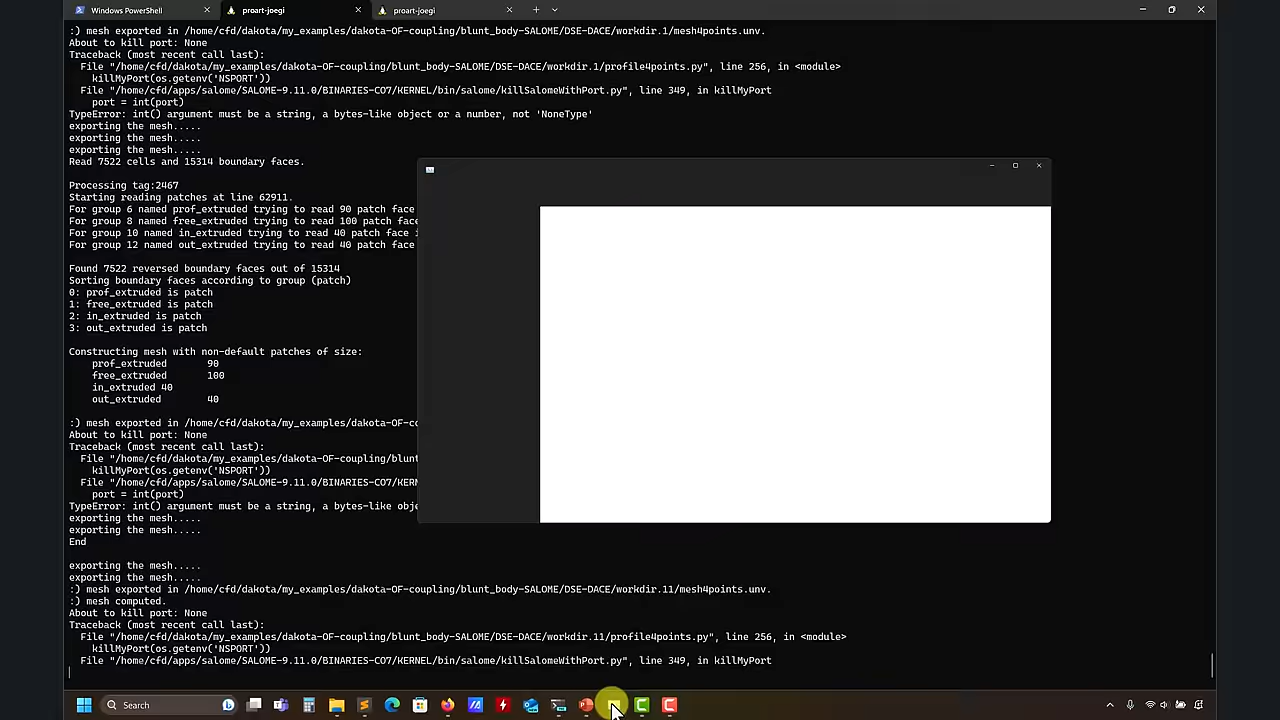 Windows PowerShell
proart-joegi
proart-joegi
:) mesh exported in /home/cfd/dakota/my_examples/dakota-OF-coupling/blunt_body-SALOME/DSE-DACE/workdir.1/mesh4points.unv.
About to kill port: None
Traceback (most recent call last):
File "/home/cfd/dakota/my_examples/dakota-OF-coupling/blunt_body-SALOME/DSE-DACE/workdir.1/profile4points.py", line 256, in <module>
killMyPort(os.getenv('NSPORT'))
File "/home/cfd/apps/salome/SALOME-9.11.0/BINARIES-CO7/KERNEL/bin/salome/killSalomeWithPort.py", line 349, in killMyPort
port = int(port)
TypeError: int() argument must be a string, a bytes-like object or a number, not 'NoneType'
exporting the mesh.....
exporting the mesh.....
exporting the mesh.....
Read 7522 cells and 15314 boundary faces.
Processing tag:2467
Starting reading patches at line 62911.
For group 6 named prof_extruded trying to read 90 patch face
For group 8 named free_extruded trying to read 100 patch face
For group 10 named in_extruded trying to read 40 patch face i
For group 12 named out_extruded trying to read 40 patch face
Found 7522 reversed boundary faces out of 15314
Sorting boundary faces according to group (patch)
0: prof_extruded is patch
1: free_extruded is patch
2: in_extruded is patch
3: out_extruded is patch
Constructing mesh with non-default patches of size:
prof_extruded 90
free_extruded 100
in_extruded 40
out_extruded 40
:) mesh exported in /home/cfd/dakota/my_examples/dakota-OF-co
About to kill port: None
Traceback (most recent call last):
File "/home/cfd/dakota/my_examples/dakota-OF-coupling/blunt
killMyPort(os.getenv('NSPORT'))
File "/home/cfd/apps/salome/SALOME-9.11.0/BINARIES-CO7/KERN
port = int(port)
TypeError: int() argument must be a string, a bytes-like obje
exporting the mesh.....
exporting the mesh.....
End
exporting the mesh.....
exporting the mesh.....
:) mesh exported in /home/cfd/dakota/my_examples/dakota-OF-coupling/blunt_body-SALOME/DSE-DACE/workdir.11/mesh4points.unv.
:) mesh computed.
About to kill port: None
Traceback (most recent call last):
File "/home/cfd/dakota/my_examples/dakota-OF-coupling/blunt_body-SALOME/DSE-DACE/workdir.11/profile4points.py", line 256, in <module>
killMyPort(os.getenv('NSPORT'))
File "/home/cfd/apps/salome/SALOME-9.11.0/BINARIES-CO7/KERNEL/bin/salome/killSalomeWithPort.py", line 349, in killMyPort
Search